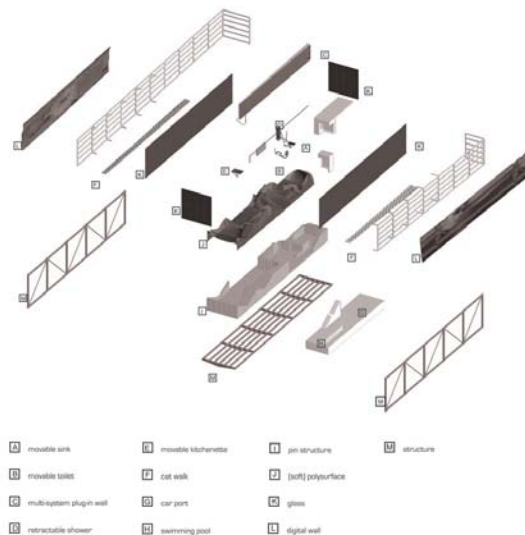 C
K
L
D
A
K
F
K
E
B
K
J
F
L
M
I
G
H
M
M
A movable sink
E movable kitchenette
I pin structure
M structure
B movable toilet
F cat walk
J (soft) polysurface
C multi-system plug-in wall
G car port
K glass
D retractable shower
H swimming pool
L digital wall